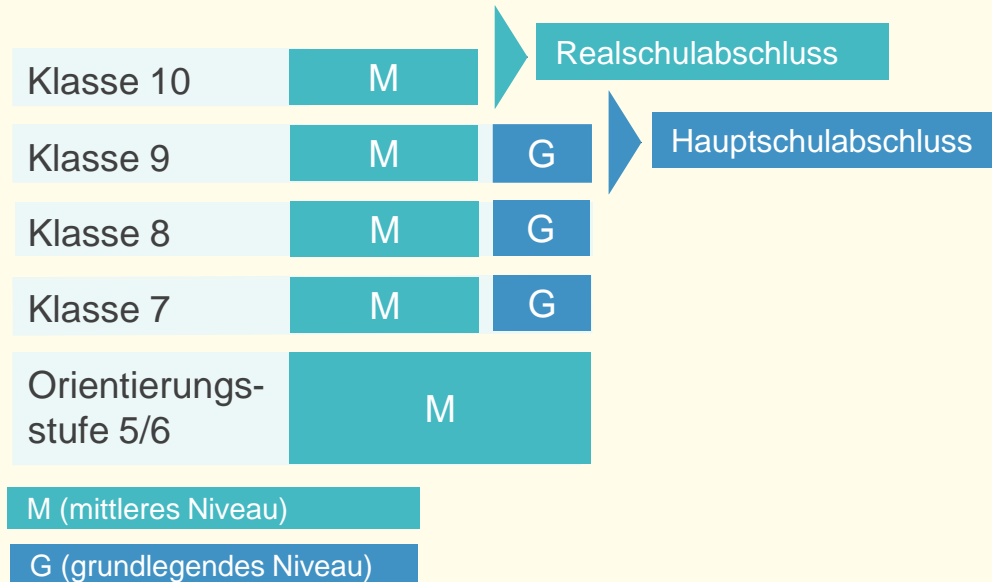 Klasse 10
M
Realschulabschluss
Klasse 9
M
G
Hauptschulabschluss
Klasse 8
M
G
Klasse 7
M
G
Orientierungs-
stufe 5/6
M
M (mittleres Niveau)
G (grundlegendes Niveau)